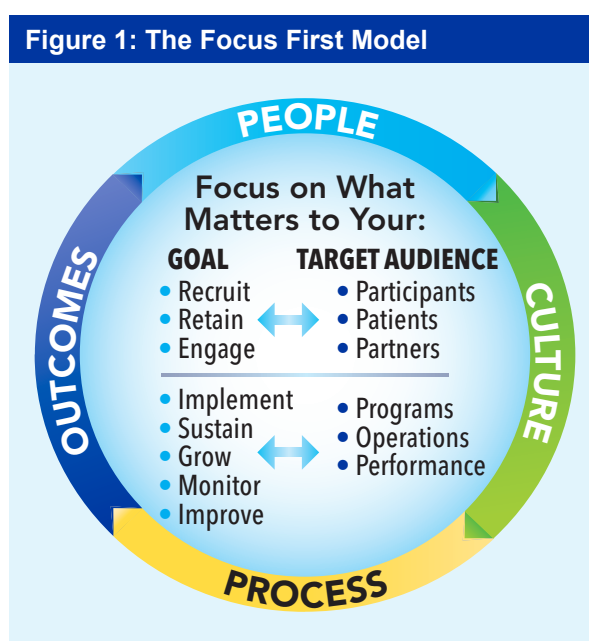 Figure 1: The Focus First Model
PEOPLE
Focus on What
Matters to Your:
GOAL TARGET AUDIENCE
• Recruit • Participants
• Retain • Patients
• Engage • Partners
• Implement • Programs
• Sustain • Operations
• Grow • Performance
• Monitor
• Improve
OUTCOMES
CULTURE
PROCESS